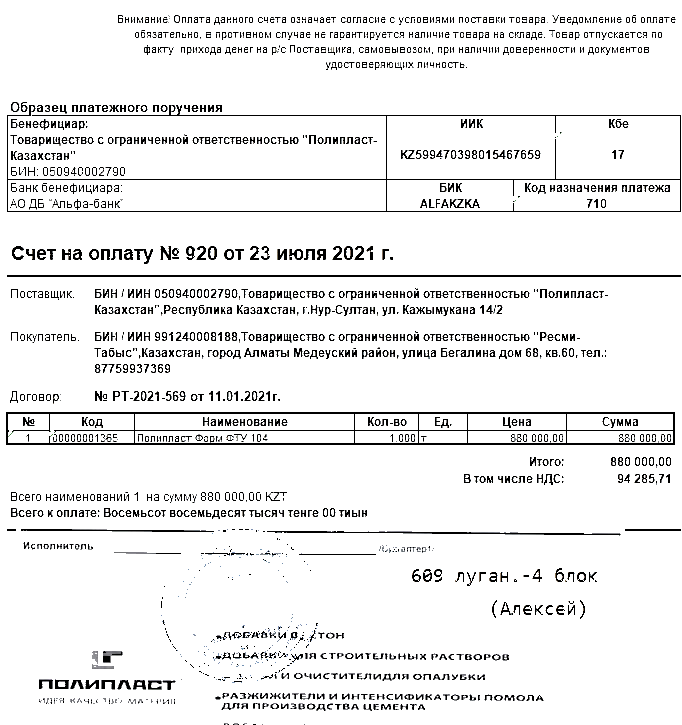 Внимание! Оплата данного счета означает согласие с условиями поставки товара. Уведомление об оплате
обязательно, в противном случае не гарантируется наличие товара на складе. Товар отпускается по
факту прихода денег на р/с Поставщика, самовывозом, при наличии доверенности и документов
удостоверяющих личность.
Образец платежного поручения
Бенефициар: ИИК Кбе
Товарищество с ограниченной ответственностью "Полипласт-
Казахстан" KZ599470398015467659 17
БИН: 050940002790
Банк бенефициара: БИК Код назначения платежа
АО ДБ "Альфа-банк" ALFAKZKA 710
Счет на оплату № 920 от 23 июля 2021 г.
Поставщик. БИН / ИИН 050940002790,Товарищество с ограниченной ответственностью "Полипласт-
Казахстан",Республика Казахстан, г.Нур-Султан, ул. Кажымукана 14/2
Покупатель. БИН / ИИН 991240008188,Товарищество с ограниченной ответственностью "Ресми-
Табыс",Казахстан, город Алматы Медеуский район, улица Бегалина дом 68, кв.60, тел.:
87759937369
Договор: № РТ-2021-569 от 11.01.2021г.
№ Код Наименование Кол-во Ед. Цена Сумма
1 00000001365 Полипласт Фарм ФТУ 104 1,000 т 880 000,00 880 000,00
Итого: 880 000,00
В том числе НДС: 94 285,71
Всего наименований 1 на сумму 880 000,00 KZT
Всего к оплате: Восемьсот восемьдесят тысяч тенге 00 тиын
Исполнитель
609 луган.-4 блок
(Алексей)
ДОБАВКИ В ТОН
ДОБАВКИ ДЛЯ СТРОИТЕЛЬНЫХ РАСТВОРОВ
И ОЧИСТИТЕЛИДЛЯ ОПАЛУБКИ
РАЗЖИЖИТЕЛИ И ИНТЕНСИФИКАТОРЫ ПОМОЛА
ДЛЯ ПРОИЗВОДСТВА ЦЕМЕНТА
ПОЛИПЛАСТ
ИДЕЯ КАЧЕСТВО МАТЕРИЯ